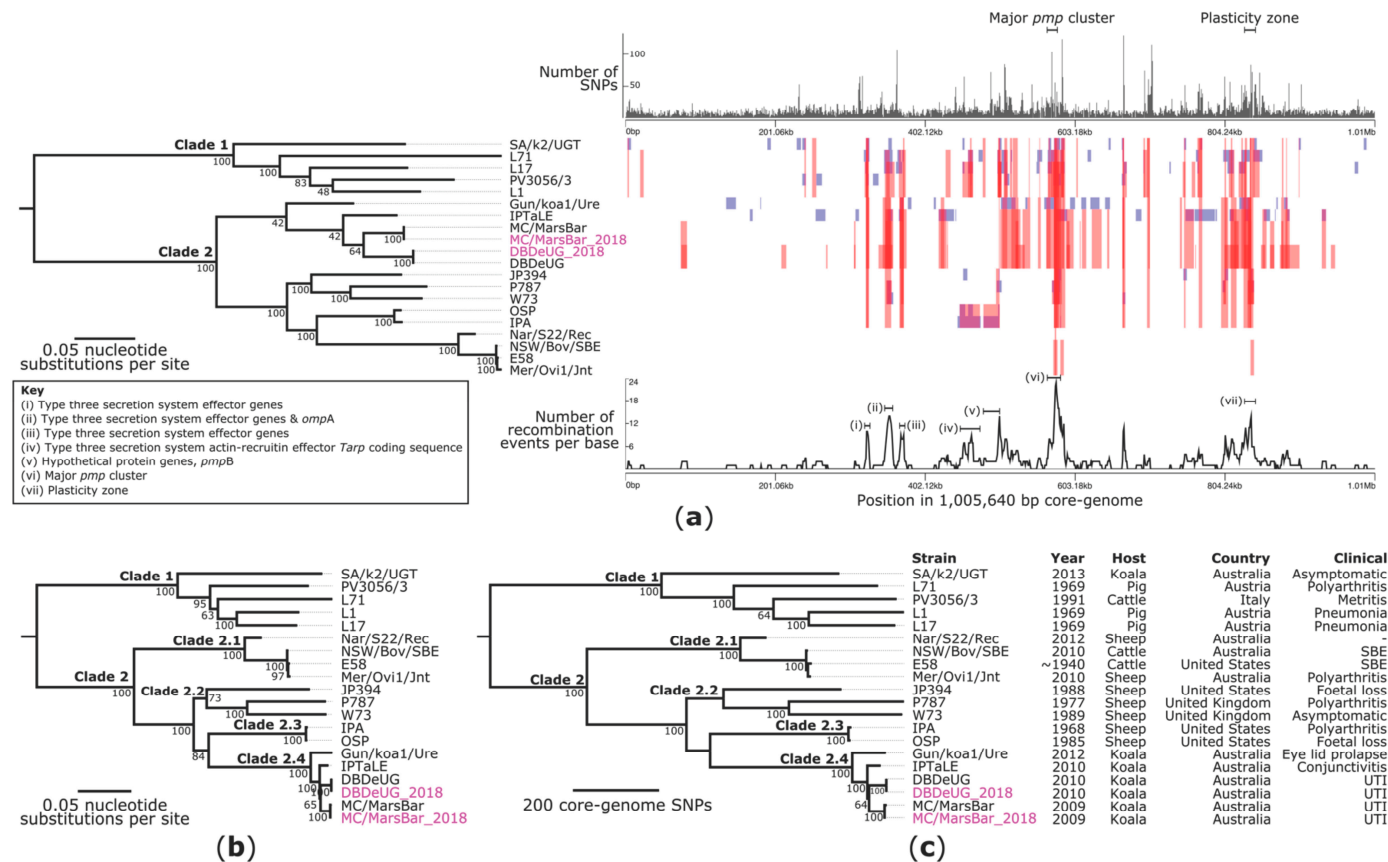 Major pmp cluster
Plasticity zone
Number of SNPs
100
50
0bp 201.06kb 402.12kb 603.18kb 804.24kb 1.01Mb
Clade 1
SA/k2/UGT
L71
L17
PV3056/3
L1
Gun/koa1/Ure
IPTaLE
MC/MarsBar
MC/MarsBar_2018
DBDeUG_2018
DBDeUG
JP394
P787
W73
OSP
IPA
Nar/S22/Rec
NSW/Bov/SBE
E58
Mer/Ovi1/Jnt
Clade 2
100
100
83
48
42
42
100
64
100
100
100
100
100
100
100
100
100
100
0.05 nucleotide
substitutions per site
Key
(i) Type three secretion system effector genes
(ii) Type three secretion system effector genes & ompA
(iii) Type three secretion system effector genes
(iv) Type three secretion system actin-recruitin effector Tarp coding sequence
(v) Hypothetical protein genes, pmpB
(vi) Major pmp cluster
(vii) Plasticity zone
Number of
recombination
events per base
24
18
12
6
(i)
(ii)
(iii)
(iv)
(v)
(vi)
(vii)
0bp 201.06kb 402.12kb 603.18kb 804.24kb 1.01Mb
Position in 1,005,640 bp core-genome
(a)
Clade 1
SA/k2/UGT
PV3056/3
L71
L1
L17
Clade 2.1
Nar/S22/Rec
NSW/Bov/SBE
E58
Mer/Ovi1/Jnt
Clade 2
Clade 2.2
JP394
P787
W73
Clade 2.3
IPA
OSP
Clade 2.4
Gun/koa1/Ure
IPTaLE
DBDeUG
DBDeUG_2018
MC/MarsBar
MC/MarsBar_2018
100
95
63
100
100
100
97
100
73
100
100
100
84
100
100
65
100
0.05 nucleotide
substitutions per site
(b)
Strain Year Host Country Clinical
Clade 1
SA/k2/UGT 2013 Koala Australia Asymptomatic
L71 1969 Pig Austria Polyarthritis
PV3056/3 1991 Cattle Italy Metritis
L1 1969 Pig Austria Pneumonia
L17 1969 Pig Austria Pneumonia
Clade 2.1
Nar/S22/Rec 2012 Sheep Australia -
NSW/Bov/SBE 2010 Cattle Australia SBE
E58 ~1940 Cattle United States SBE
Mer/Ovi1/Jnt 2010 Sheep Australia Polyarthritis
Clade 2
Clade 2.2
JP394 1988 Sheep United States Foetal loss
P787 1977 Sheep United Kingdom Polyarthritis
W73 1989 Sheep United Kingdom Asymptomatic
Clade 2.3
IPA 1968 Sheep United States Polyarthritis
OSP 1985 Sheep United States Foetal loss
Clade 2.4
Gun/koa1/Ure 2012 Koala Australia Eye lid prolapse
IPTaLE 2010 Koala Australia Conjunctivitis
DBDeUG 2010 Koala Australia UTI
DBDeUG_2018 2010 Koala Australia UTI
MC/MarsBar 2009 Koala Australia UTI
MC/MarsBar_2018 2009 Koala Australia UTI
100
100
64
100
100
100
100
100
100
100
100
100
100
64
100
200 core-genome SNPs
(c)